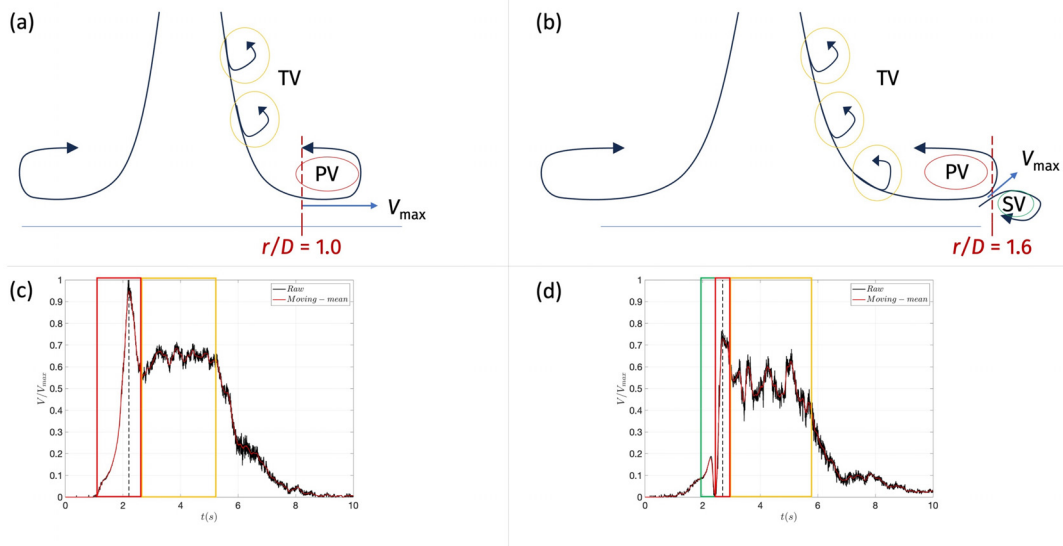 (a)
TV
PV
Vmax
r/D = 1.0
(b)
TV
PV
Vmax
SV
r/D = 1.6
(c)
Raw
Moving − mean
V/Vmax
1
0.9
0.8
0.7
0.6
0.5
0.4
0.3
0.2
0.1
0
0 2 4 6 8 10
t(s)
(d)
Raw
Moving − mean
V/Vmax
1
0.9
0.8
0.7
0.6
0.5
0.4
0.3
0.2
0.1
0
0 2 4 6 8 10
t(s)